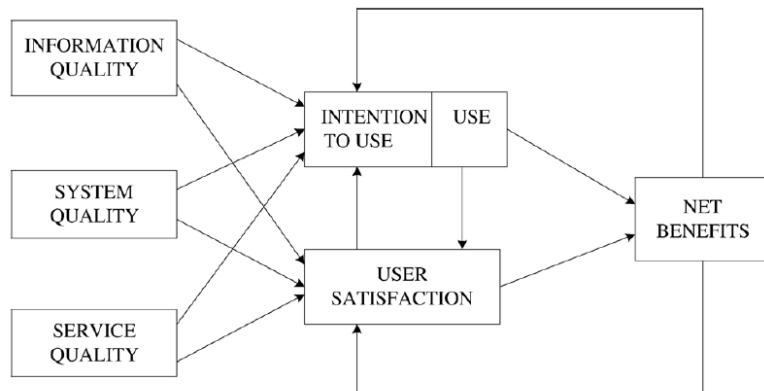 INFORMATION
QUALITY
INTENTION
TO USE
USE
SYSTEM
QUALITY
NET
BENEFITS
USER
SATISFACTION
SERVICE
QUALITY